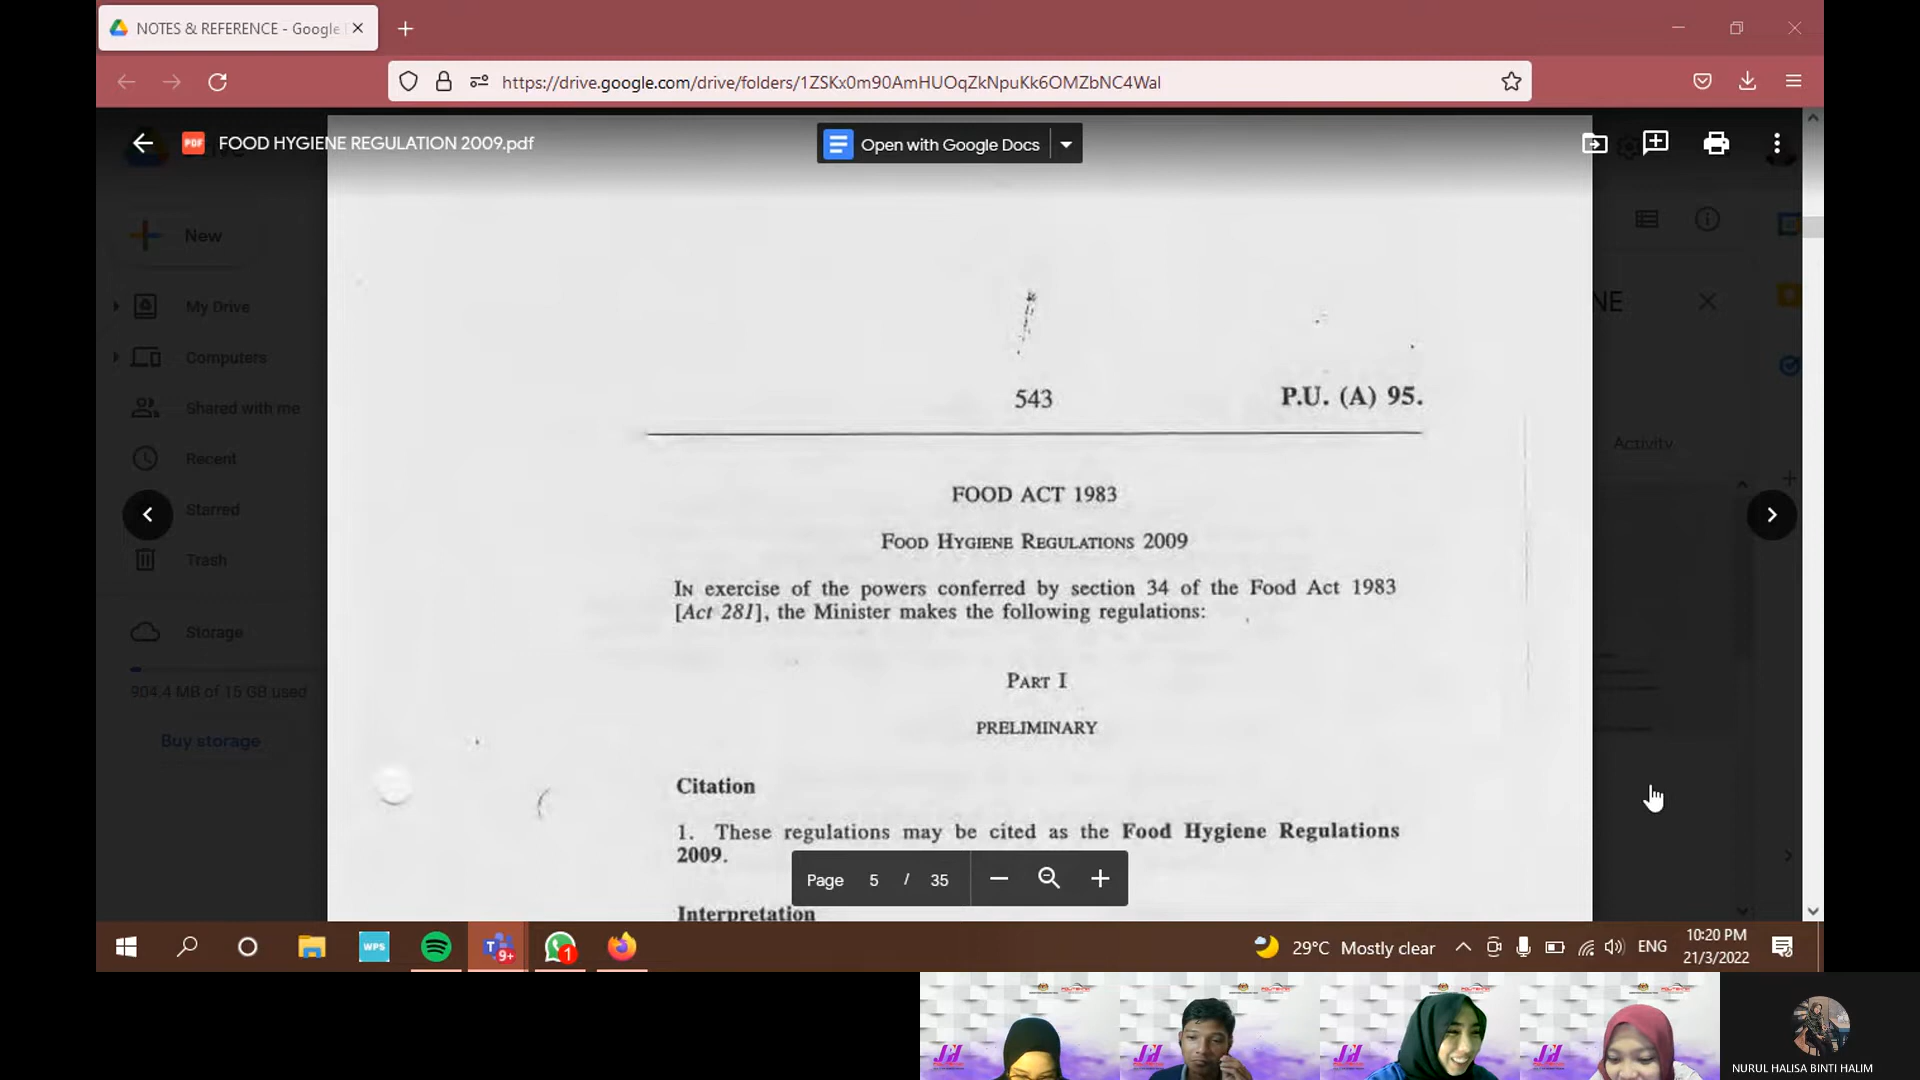 NOTES & REFERENCE - Google
https://drive.google.com/drive/folders/1ZSKx0m90AmHUOqZkNpuKk6OMZbNC4Wal
FOOD HYGIENE REGULATION 2009.pdf
Open with Google Docs
New
My Drive
Computers
Shared with me
Recent
Starred
Trash
Storage
904.4 MB of 15 GB used
Buy storage
NE
Activity
543
P.U. (A) 95.
FOOD ACT 1983
FOOD HYGIENE REGULATIONS 2009
IN exercise of the powers conferred by section 34 of the Food Act 1983
[Act 281], the Minister makes the following regulations:
PART I
PRELIMINARY
Citation
1. These regulations may be cited as the Food Hygiene Regulations
2009.
Interpretation
Page 5 / 35
WPS
9+
1
29°C Mostly clear
ENG
10:20 PM
21/3/2022
NURUL HALISA BINTI HALIM